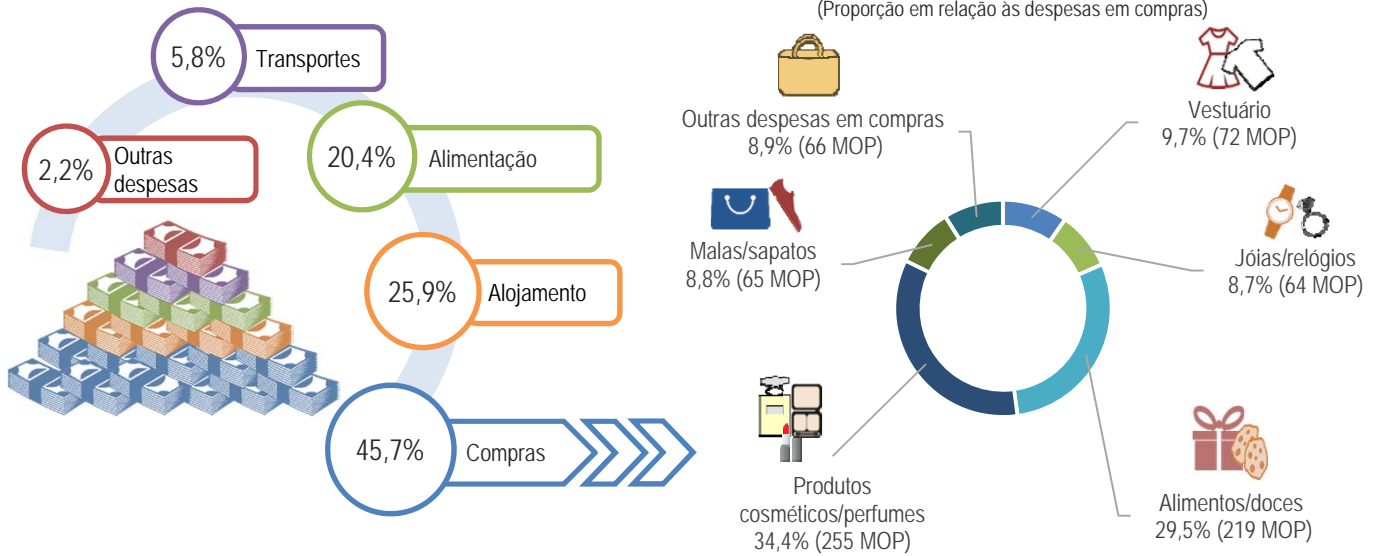 5,8%
Transportes
2,2%
Outras
despesas
20,4%
Alimentação
25,9%
Alojamento
45,7%
Compras
(Proporção em relação às despesas em compras)
Outras despesas em compras
8,9% (66 MOP)
Vestuário
9,7% (72 MOP)
Malas/sapatos
8,8% (65 MOP)
Jóias/relógios
8,7% (64 MOP)
Produtos
cosméticos/perfumes
34,4% (255 MOP)
Alimentos/doces
29,5% (219 MOP)